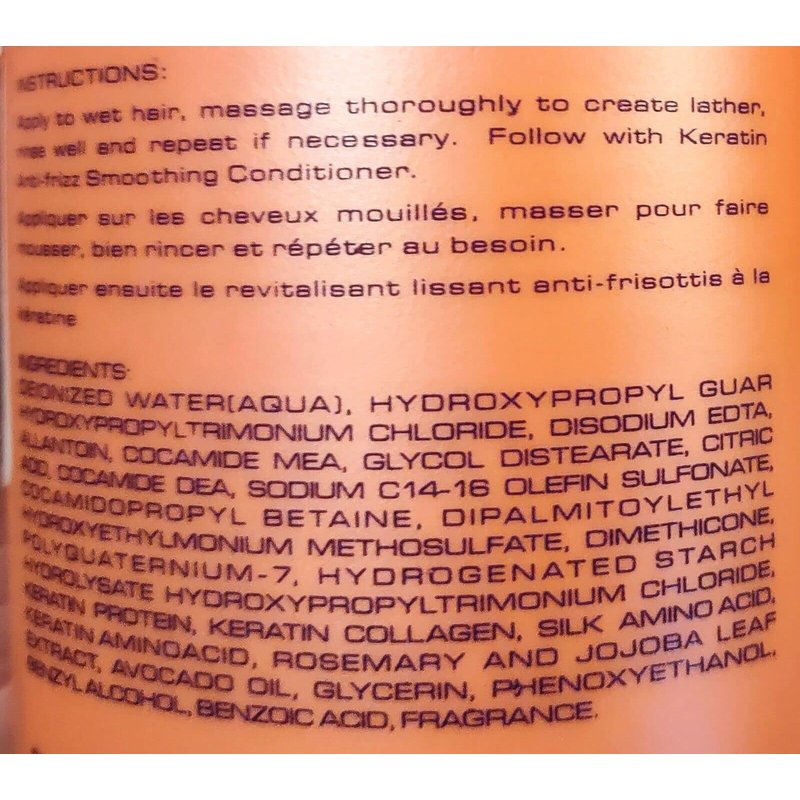 INSTRUCTIONS:
Apply to wet hair, massage thoroughly to create lather,
rinse well and repeat if necessary. Follow with Keratin
Anti-frizz Smoothing Conditioner.
Appliquer sur les cheveux mouillés, masser pour faire
mousser, bien rincer et répéter au besoin.
Appliquer ensuite le revitalisant lissant anti-frisottis à la
kératine
INGREDIENTS:
DEIONIZED WATER(AQUA), HYDROXYPROPYL GUAR
HYDROXYPROPYLTRIMONIUM CHLORIDE, DISODIUM EDTA,
ALLANTOIN, COCAMIDE MEA, GLYCOL DISTEARATE, CITRIC
ACID, COCAMIDE DEA, SODIUM C14-16 OLEFIN SULFONATE,
COCAMIDOPROPYL BETAINE, DIPALMITOYLETHYL
HYDROXYETHYLMONIUM METHOSULFATE, DIMETHICONE,
POLYQUATERNIUM-7, HYDROGENATED STARCH
HYDROLYSATE HYDROXYPROPYLTRIMONIUM CHLORIDE,
KERATIN PROTEIN, KERATIN COLLAGEN, SILK AMINO ACID,
KERATIN AMINOACID, ROSEMARY AND JOJOBA LEAF
EXTRACT, AVOCADO OIL, GLYCERIN, PHENOXYETHANOL,
BENZYL ALCOHOL, BENZOIC ACID, FRAGRANCE.